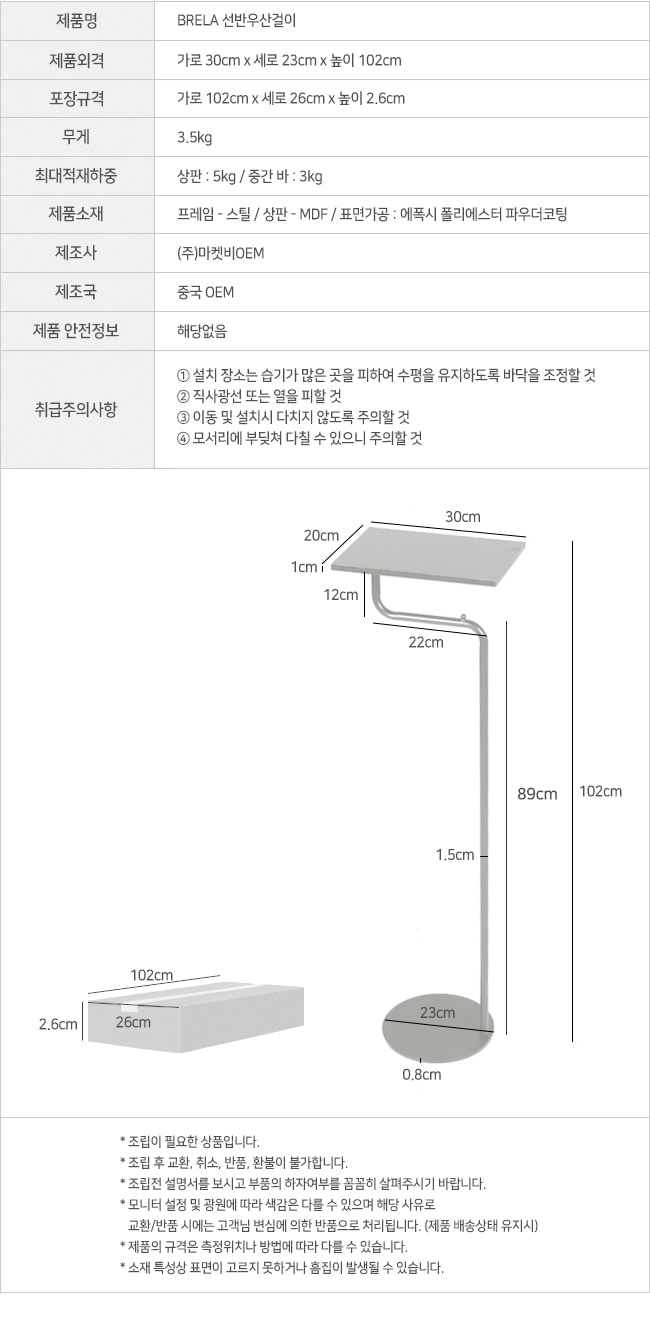 제품명 BRELA 선반우산걸이
제품외격 가로 30cm x 세로 23cm x 높이 102cm
포장규격 가로 102cm x 세로 26cm x 높이 2.6cm
무게 3.5kg
최대적재하중 상판 : 5kg / 중간 바 : 3kg
제품소재 프레임 - 스틸 / 상판 - MDF / 표면가공 : 에폭시 폴리에스터 파우더코팅
제조사 (주)마켓비OEM
제조국 중국 OEM
제품 안전정보 해당없음
취급주의사항
① 설치 장소는 습기가 많은 곳을 피하여 수평을 유지하도록 바닥을 조정할 것
② 직사광선 또는 열을 피할 것
③ 이동 및 설치시 다치지 않도록 주의할 것
④ 모서리에 부딪쳐 다칠 수 있으니 주의할 것
30cm
20cm
1cm
12cm
22cm
89cm
102cm
1.5cm
102cm
2.6cm
26cm
23cm
0.8cm
* 조립이 필요한 상품입니다.
* 조립 후 교환, 취소, 반품, 환불이 불가합니다.
* 조립전 설명서를 보시고 부품의 하자여부를 꼼꼼히 살펴주시기 바랍니다.
* 모니터 설정 및 광원에 따라 색감은 다를 수 있으며 해당 사유로
교환/반품 시에는 고객님 변심에 의한 반품으로 처리됩니다. (제품 배송상태 유지시)
* 제품의 규격은 측정위치나 방법에 따라 다를 수 있습니다.
* 소재 특성상 표면이 고르지 못하거나 흠집이 발생될 수 있습니다.